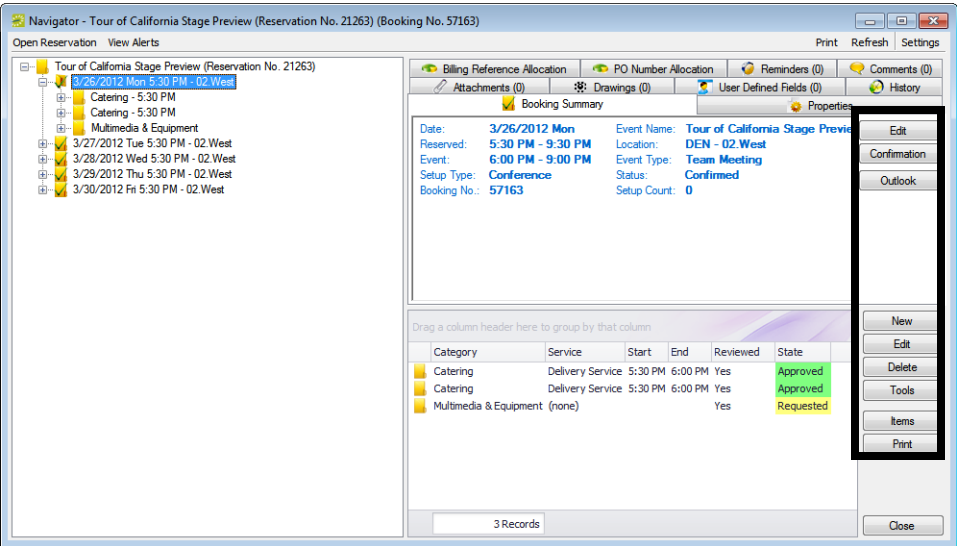 Navigator - Tour of California Stage Preview (Reservation No. 21263) (Booking No. 57163)
Open Reservation View Alerts Print Refresh Settings
Tour of California Stage Preview (Reservation No. 21263)
3/26/2012 Mon 5:30 PM - 02.West
Catering - 5:30 PM
Catering - 5:30 PM
Multimedia & Equipment
3/27/2012 Tue 5:30 PM - 02.West
3/28/2012 Wed 5:30 PM - 02.West
3/29/2012 Thu 5:30 PM - 02.West
3/30/2012 Fri 5:30 PM - 02.West
Billing Reference Allocation PO Number Allocation Reminders (0) Comments (0)
Attachments (0) Drawings (0) User Defined Fields (0) History
Booking Summary Properties
Date: 3/26/2012 Mon Event Name: Tour of California Stage Previe
Reserved: 5:30 PM - 9:30 PM Location: DEN - 02.West
Event: 6:00 PM - 9:00 PM Event Type: Team Meeting
Setup Type: Conference Status: Confirmed
Booking No.: 57163 Setup Count: 0
Edit
Confirmation
Outlook
Drag a column header here to group by that column
Category Service Start End Reviewed State
Catering Delivery Service 5:30 PM 6:00 PM Yes Approved
Catering Delivery Service 5:30 PM 6:00 PM Yes Approved
Multimedia & Equipment (none) Yes Requested
3 Records
New
Edit
Delete
Tools
Items
Print
Close